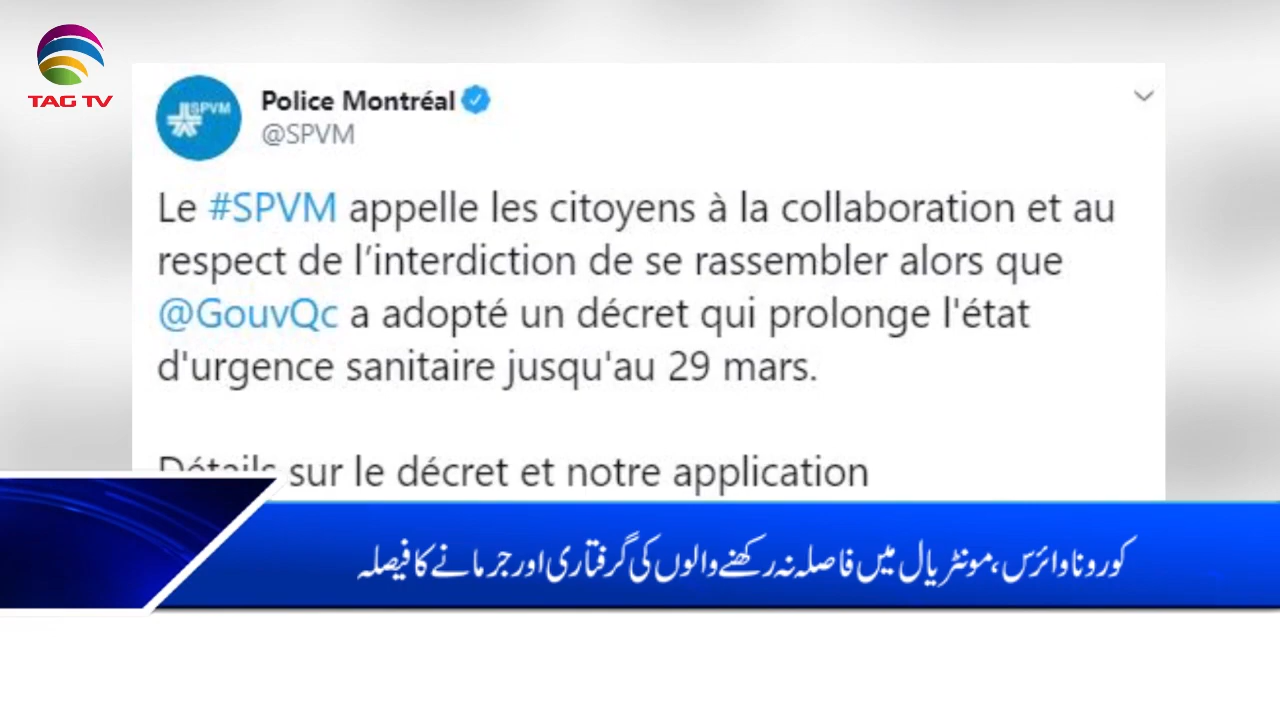 TAG TV
SPVM
Police Montréal
@SPVM
Le #SPVM appelle les citoyens à la collaboration et au
respect de l’interdiction de se rassembler alors que
@GouvQc a adopté un décret qui prolonge l'état
d'urgence sanitaire jusqu'au 29 mars.
Détails sur le décret et notre application
کورونا وائرس، مونٹریال میں فاصلہ نہ رکھنے والوں کی گرفتاری اور جرمانے کا فیصلہ